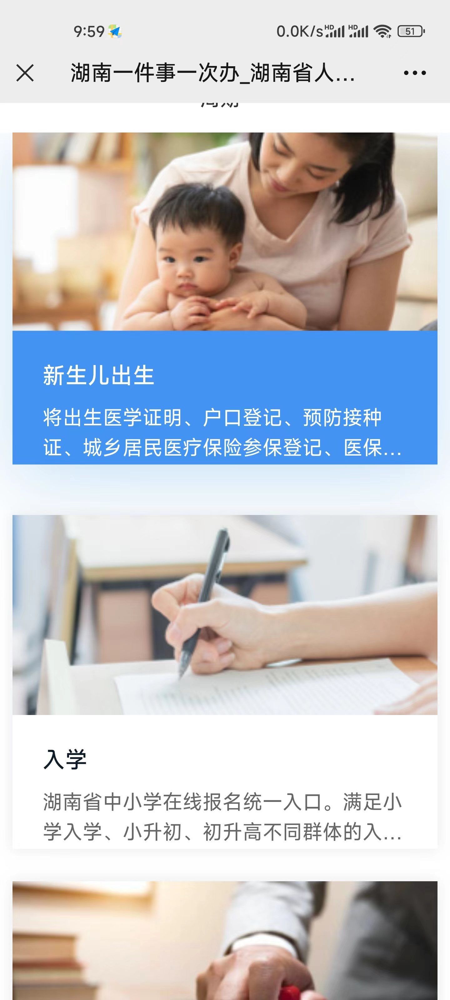 9:59
0.0K/s HD HD 51
湖南一件事一次办_湖南省人...
周期
新生儿出生
将出生医学证明、户口登记、预防接种
证、城乡居民医疗保险参保登记、医保...
入学
湖南省中小学在线报名统一入口。满足小
学入学、小升初、初升高不同群体的入...